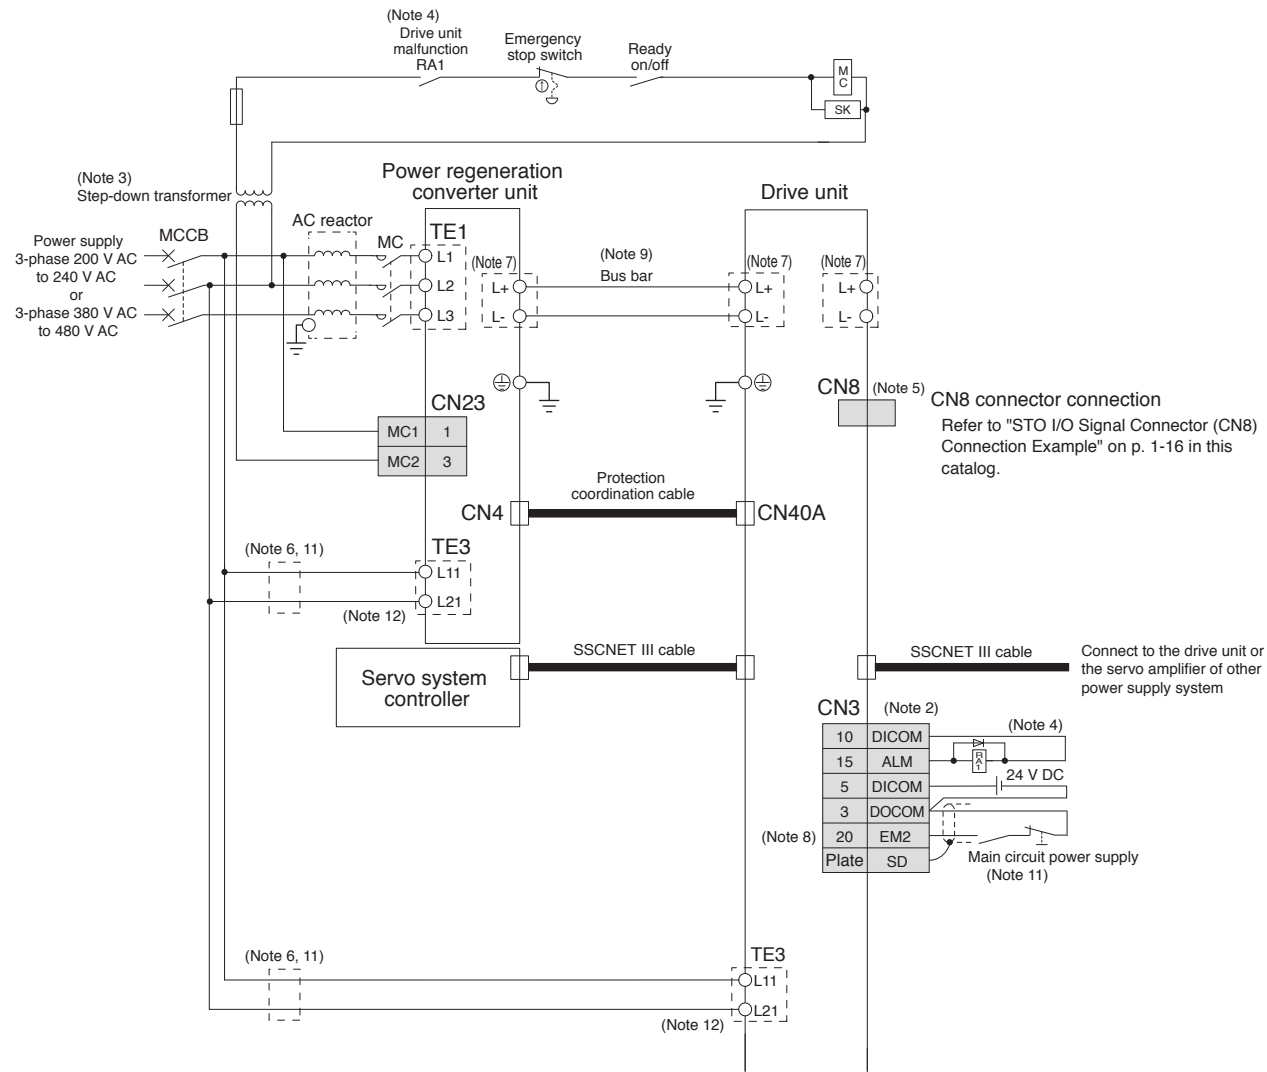 (Note 4)
Drive unit
malfunction
RA1
Emergency
stop switch
Ready
on/off
MC
SK
(Note 3)
Step-down transformer
Power regeneration
converter unit
Drive unit
Power supply
3-phase 200 V AC
to 240 V AC
or
3-phase 380 V AC
to 480 V AC
MCCB
AC reactor
MC
TE1
L1
L2
L3
(Note 7)
L+
L-
(Note 9)
Bus bar
(Note 7)
L+
L-
(Note 7)
L+
L-
CN23
MC1 1
MC2 3
CN8 (Note 5)
CN8 connector connection
Refer to "STO I/O Signal Connector (CN8)
Connection Example" on p. 1-16 in this
catalog.
Protection
coordination cable
CN4
CN40A
(Note 6, 11)
TE3
L11
L21
(Note 12)
Servo system
controller
SSCNET III cable
SSCNET III cable
Connect to the drive unit or
the servo amplifier of other
power supply system
CN3 (Note 2)
(Note 4)
10 DICOM
15 ALM
RA1
5 DICOM
24 V DC
3 DOCOM
(Note 8) 20 EM2
Plate SD
Main circuit power supply
(Note 11)
(Note 6, 11)
TE3
L11
L21
(Note 12)